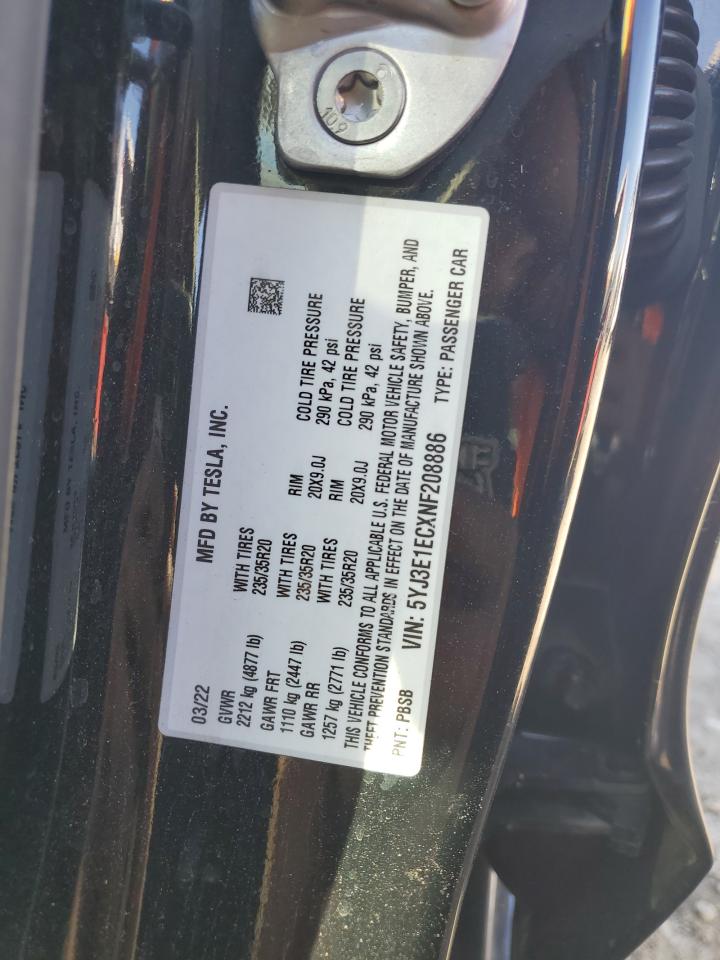 109
MFD BY TESLA, INC.
03/22
GVWR
2212 kg (4877 lb)
WITH TIRES
235/35R20
GAWR FRT
1110 kg (2447 lb)
WITH TIRES
235/35R20
RIM
20X9.0J
COLD TIRE PRESSURE
290 kPa, 42 psi
GAWR RR
1257 kg (2771 lb)
WITH TIRES
235/35R20
RIM
20X9.0J
COLD TIRE PRESSURE
290 kPa, 42 psi
THIS VEHICLE CONFORMS TO ALL APPLICABLE U.S. FEDERAL MOTOR VEHICLE SAFETY, BUMPER, AND
THEFT PREVENTION STANDARDS IN EFFECT ON THE DATE OF MANUFACTURE SHOWN ABOVE.
PNT: PBSB
VIN: 5YJ3E1ECXNF208886
TYPE: PASSENGER CAR